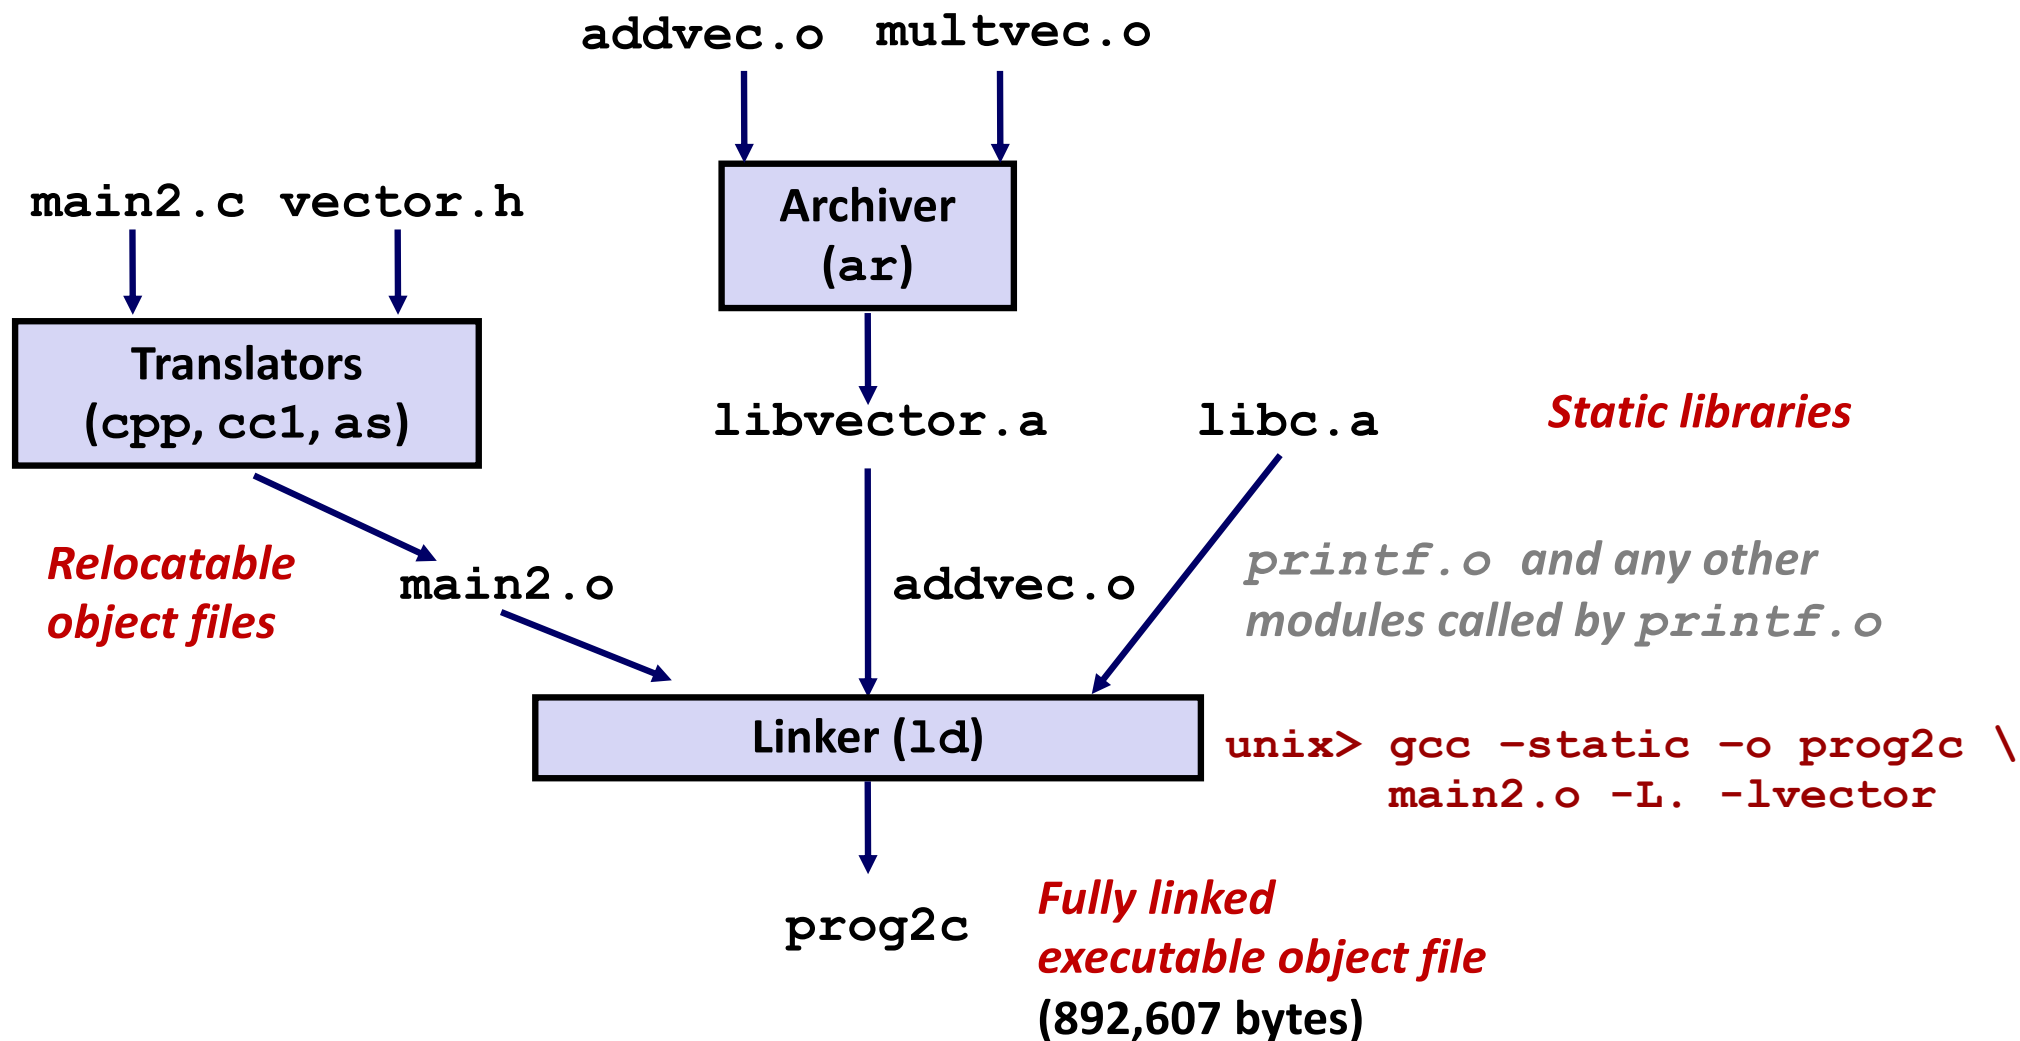 addvec.o multvec.o
main2.c vector.h
Archiver
(ar)
Translators
(cpp, cc1, as)
libvector.a libc.a
Static libraries
Relocatable
object files
main2.o
addvec.o
printf.o and any other
modules called by printf.o
Linker (ld)
unix> gcc –static –o prog2c \
main2.o -L. -lvector
prog2c
Fully linked
executable object file
(892,607 bytes)